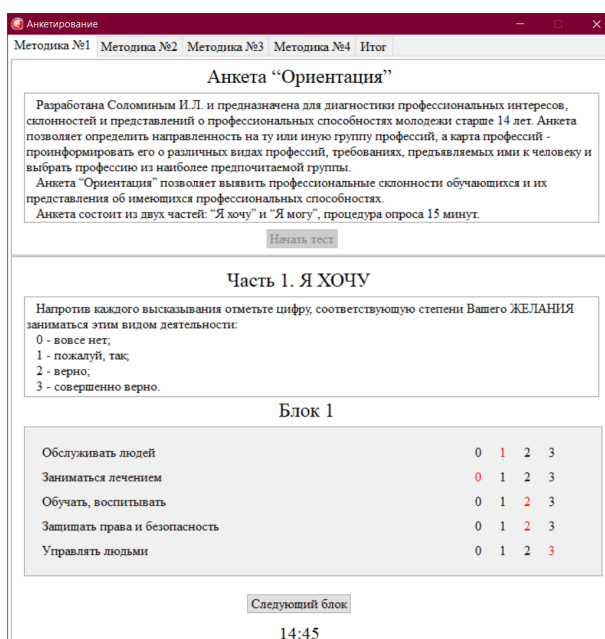 Анкетирование
Методика №1 Методика №2 Методика №3 Методика №4 Итог
Анкета “Ориентация”
Разработана Соломиным И.Л. и предназначена для диагностики профессиональных интересов,
склонностей и представлений о профессиональных способностях молодежи старше 14 лет. Анкета
позволяет определить направленность на ту или иную группу профессий, а карта профессий -
проинформировать его о различных видах профессий, требованиях, предъявляемых ими к человеку и
выбрать профессию из наиболее предпочитаемой группы.
Анкета “Ориентация” позволяет выявить профессиональные склонности обучающихся и их
представления об имеющихся профессиональных способностях.
Анкета состоит из двух частей: “Я хочу” и “Я могу”, процедура опроса 15 минут.
Начать тест
Часть 1. Я ХОЧУ
Напротив каждого высказывания отметьте цифру, соответствующую степени Вашего ЖЕЛАНИЯ
заниматься этим видом деятельности:
0 - вовсе нет;
1 - пожалуй, так;
2 - верно;
3 - совершенно верно.
Блок 1
Обслуживать людей 0 1 2 3
Заниматься лечением 0 1 2 3
Обучать, воспитывать 0 1 2 3
Защищать права и безопасность 0 1 2 3
Управлять людьми 0 1 2 3
Следующий блок
14:45